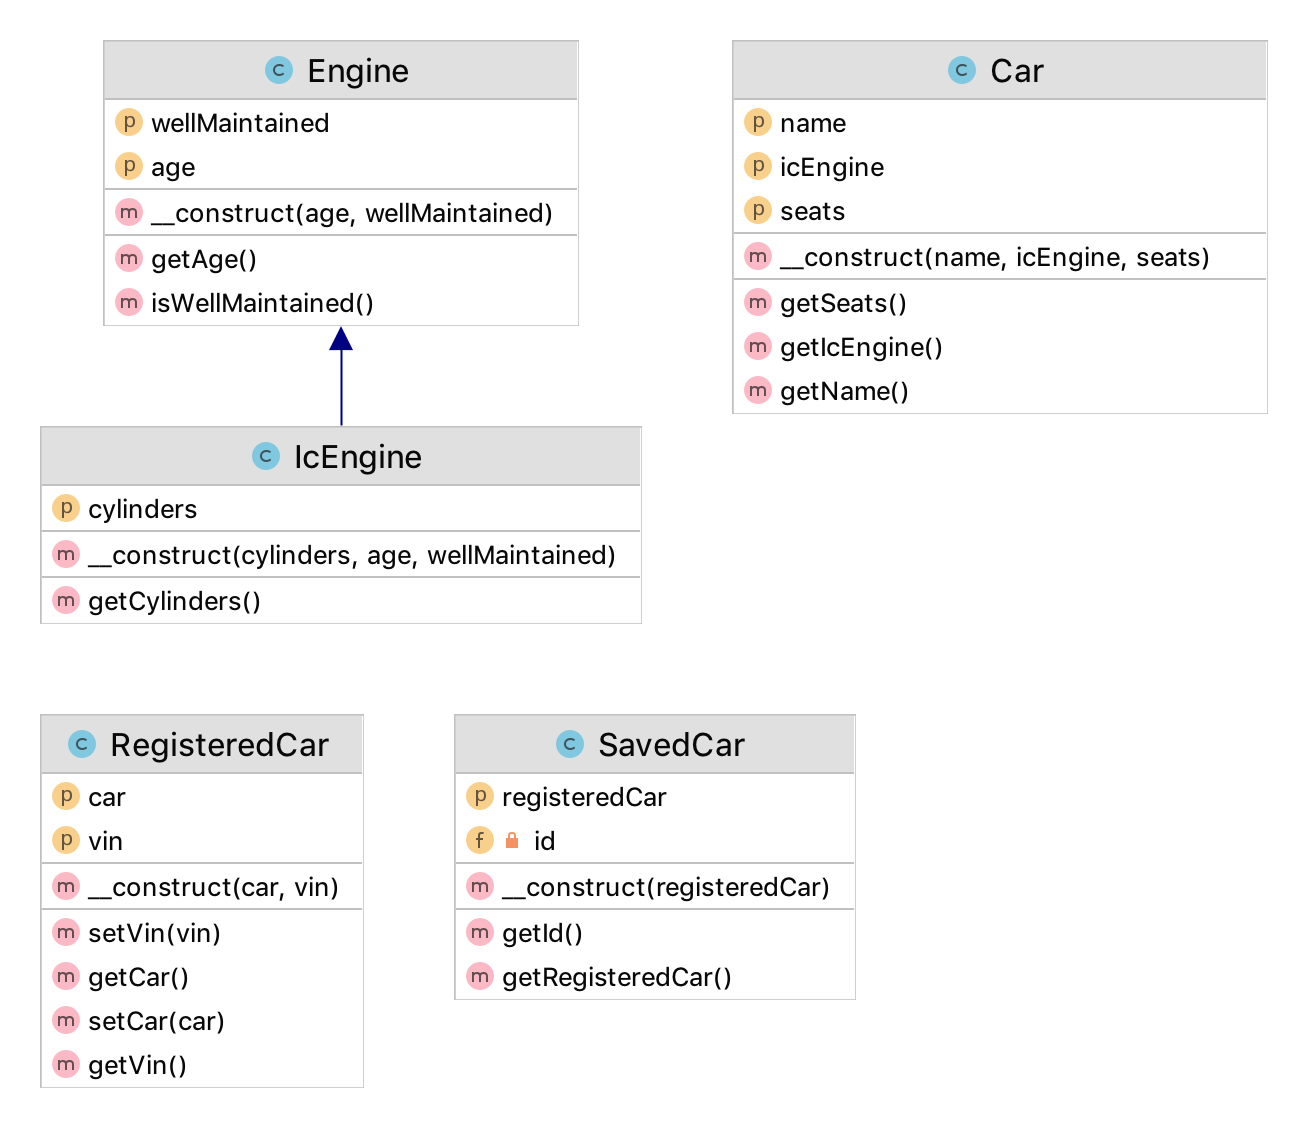 C Engine
p wellMaintained
p age
m __construct(age, wellMaintained)
m getAge()
m isWellMaintained()
C Car
p name
p icEngine
p seats
m __construct(name, icEngine, seats)
m getSeats()
m getIcEngine()
m getName()
C IcEngine
p cylinders
m __construct(cylinders, age, wellMaintained)
m getCylinders()
C RegisteredCar
p car
p vin
m __construct(car, vin)
m setVin(vin)
m getCar()
m setCar(car)
m getVin()
C SavedCar
p registeredCar
f id
m __construct(registeredCar)
m getId()
m getRegisteredCar()